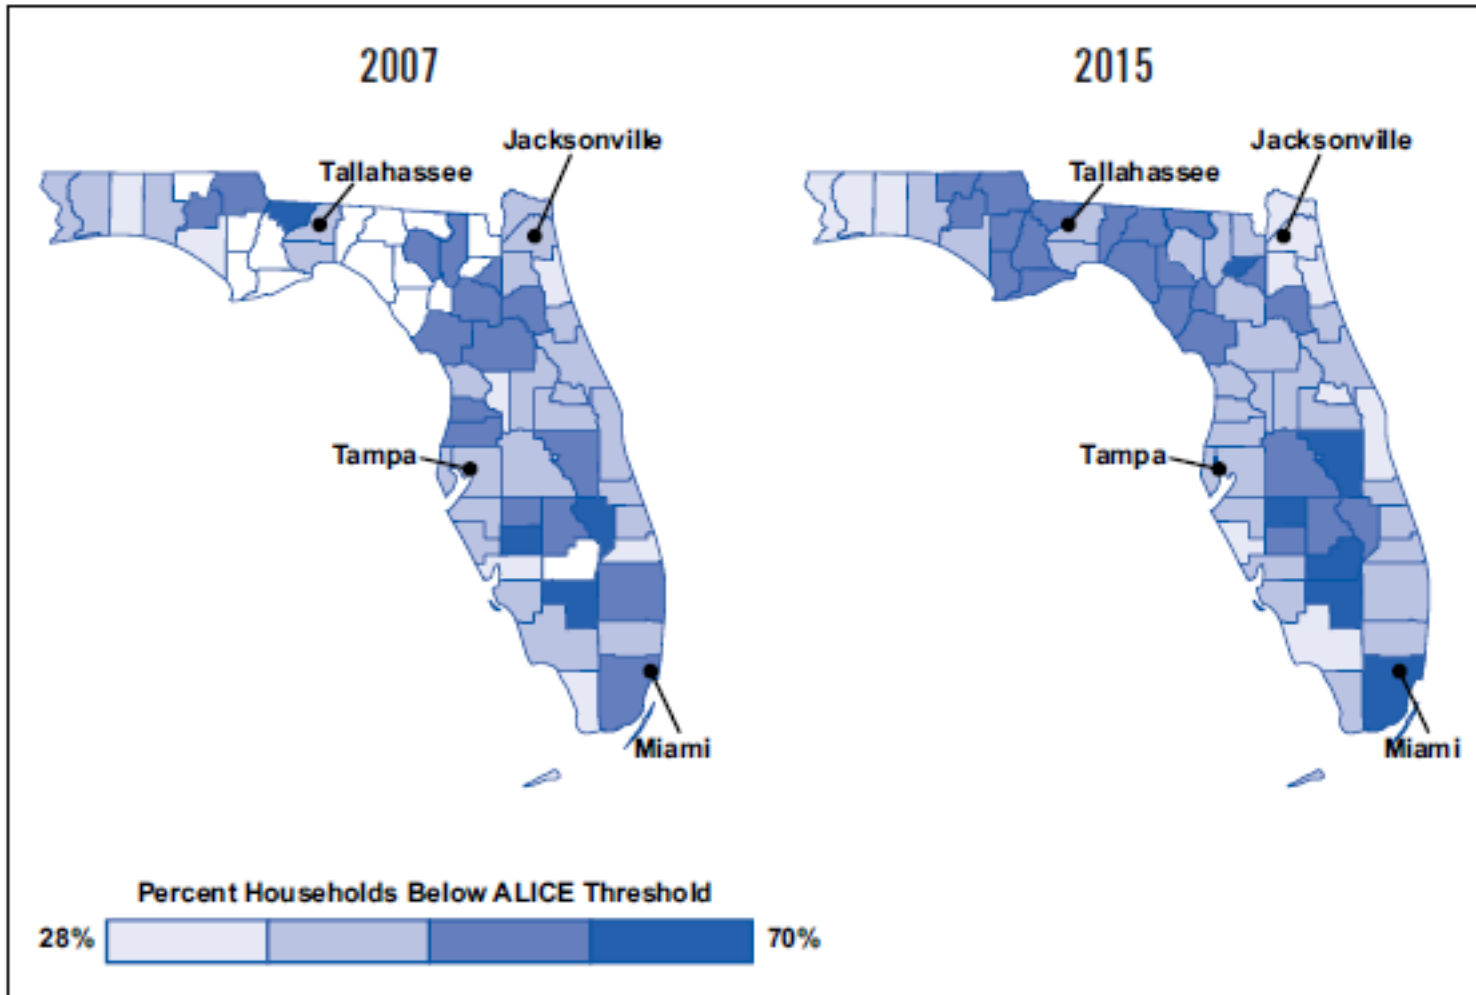 2007
2015
Jacksonville
Tallahassee
Tampa
Miami
Jacksonville
Tallahassee
Tampa
Miami
Percent Households Below ALICE Threshold
28%
70%